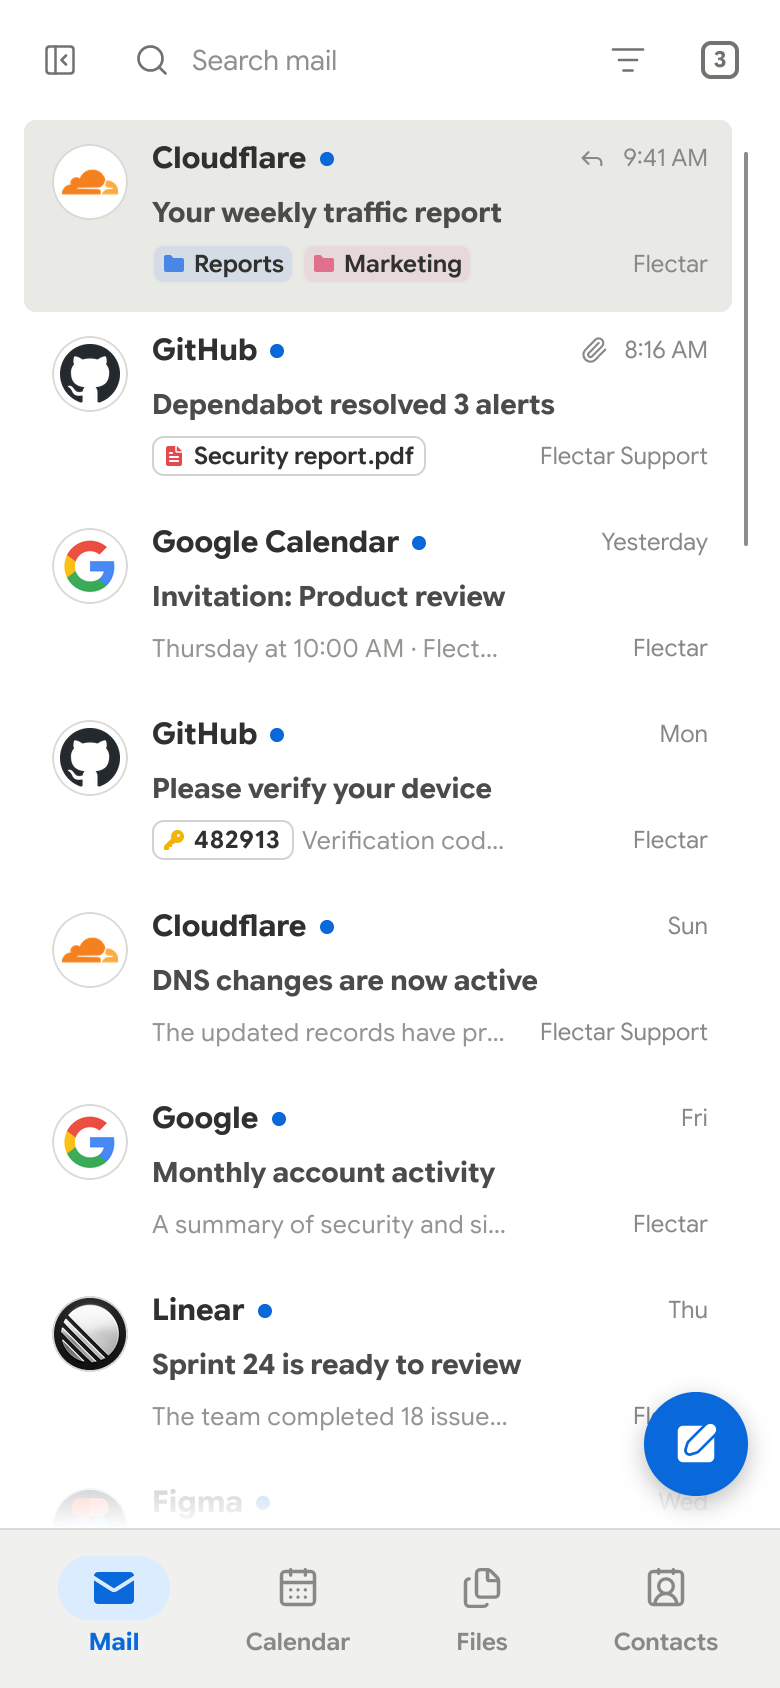 Search mail
3
Cloudflare 9:41 AM
Your weekly traffic report
Reports Marketing Flectar
GitHub 8:16 AM
Dependabot resolved 3 alerts
Security report.pdf Flectar Support
Google Calendar Yesterday
Invitation: Product review
Thursday at 10:00 AM · Flect... Flectar
GitHub Mon
Please verify your device
482913 Verification cod... Flectar
Cloudflare Sun
DNS changes are now active
The updated records have pr... Flectar Support
Google Fri
Monthly account activity
A summary of security and si... Flectar
Linear Thu
Sprint 24 is ready to review
The team completed 18 issue...
Figma Wed
Mail Calendar Files Contacts